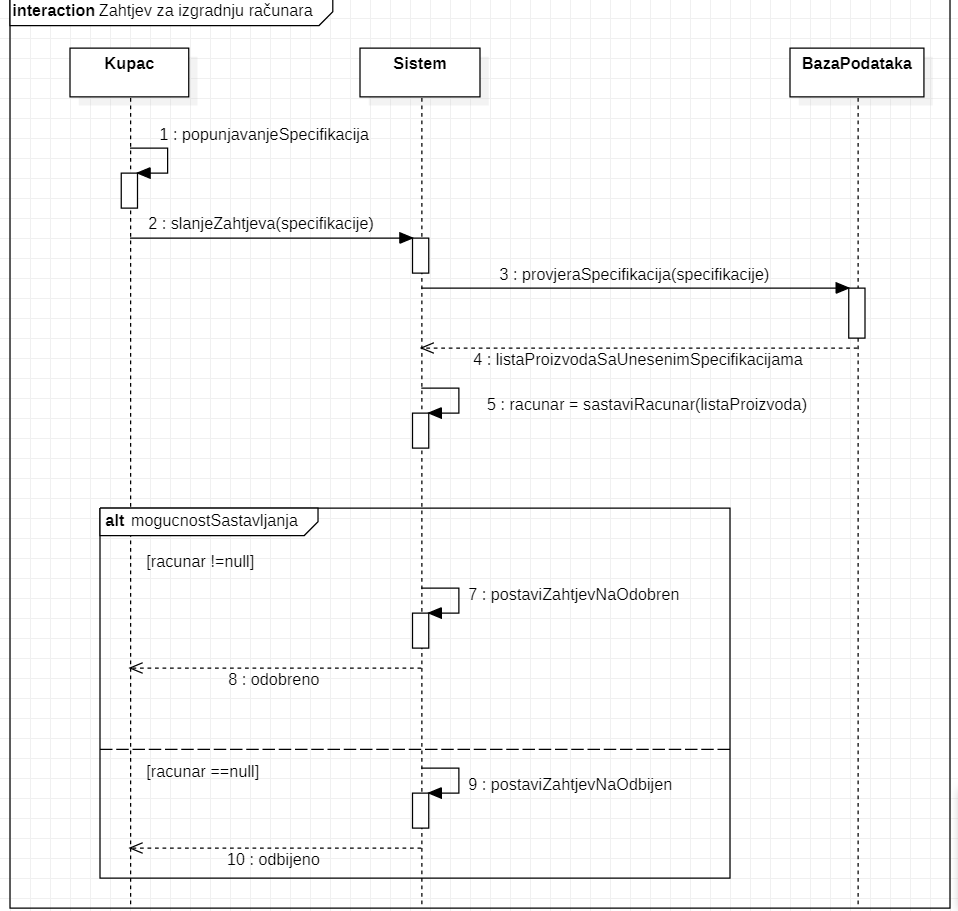 interaction Zahtjev za izgradnju računara
Kupac
Sistem
BazaPodataka
1 : popunjavanjeSpecifikacija
2 : slanjeZahtjeva(specifikacije)
3 : provjeraSpecifikacija(specifikacije)
4 : listaProizvodaSaUnesenimSpecifikacijama
5 : racunar = sastaviRacunar(listaProizvoda)
alt mogucnostSastavljanja
[racunar !=null]
7 : postaviZahtjevNaOdobren
8 : odobreno
[racunar ==null]
9 : postaviZahtjevNaOdbijen
10 : odbijeno